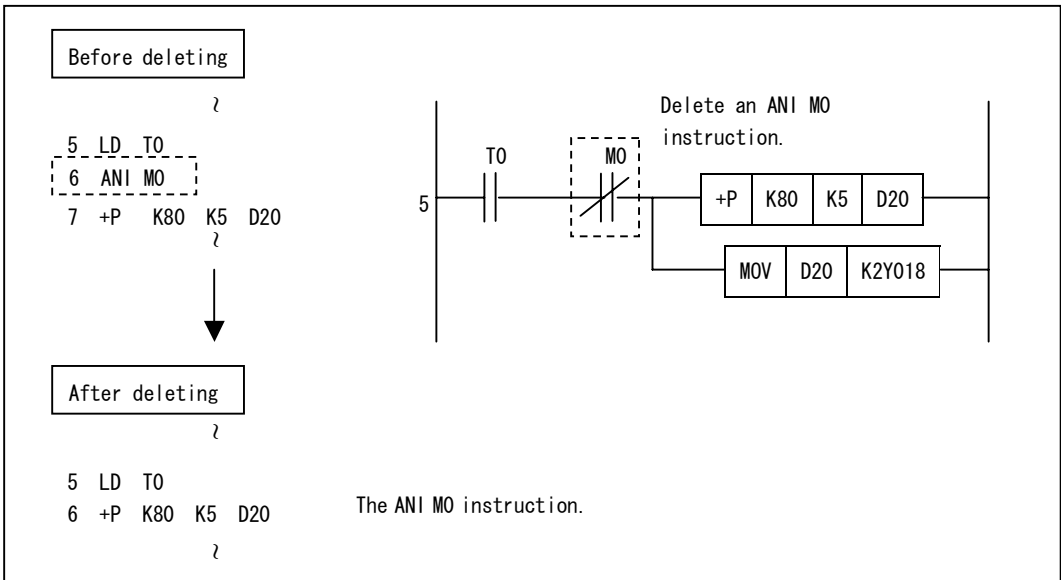 Before deleting
≀
5 LD T0
6 ANI M0
7 +P K80 K5 D20
≀
After deleting
≀
5 LD T0
6 +P K80 K5 D20
≀
Delete an ANI M0
instruction.
T0 M0
5 +P K80 K5 D20
MOV D20 K2Y018
The ANI M0 instruction.